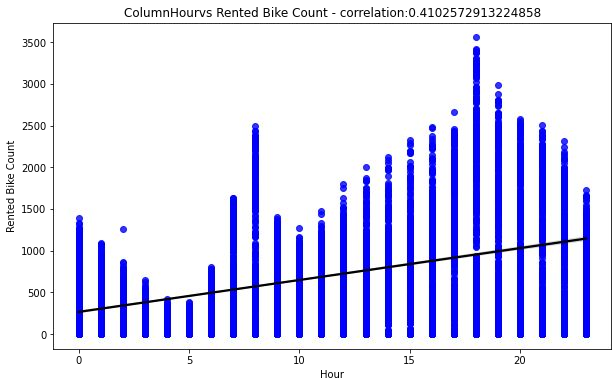 ColumnHourvs Rented Bike Count - correlation:0.4102572913224858
3500
3000
2500
2000
1500
1000
500
0
Rented Bike Count
0 5 10 15 20
Hour